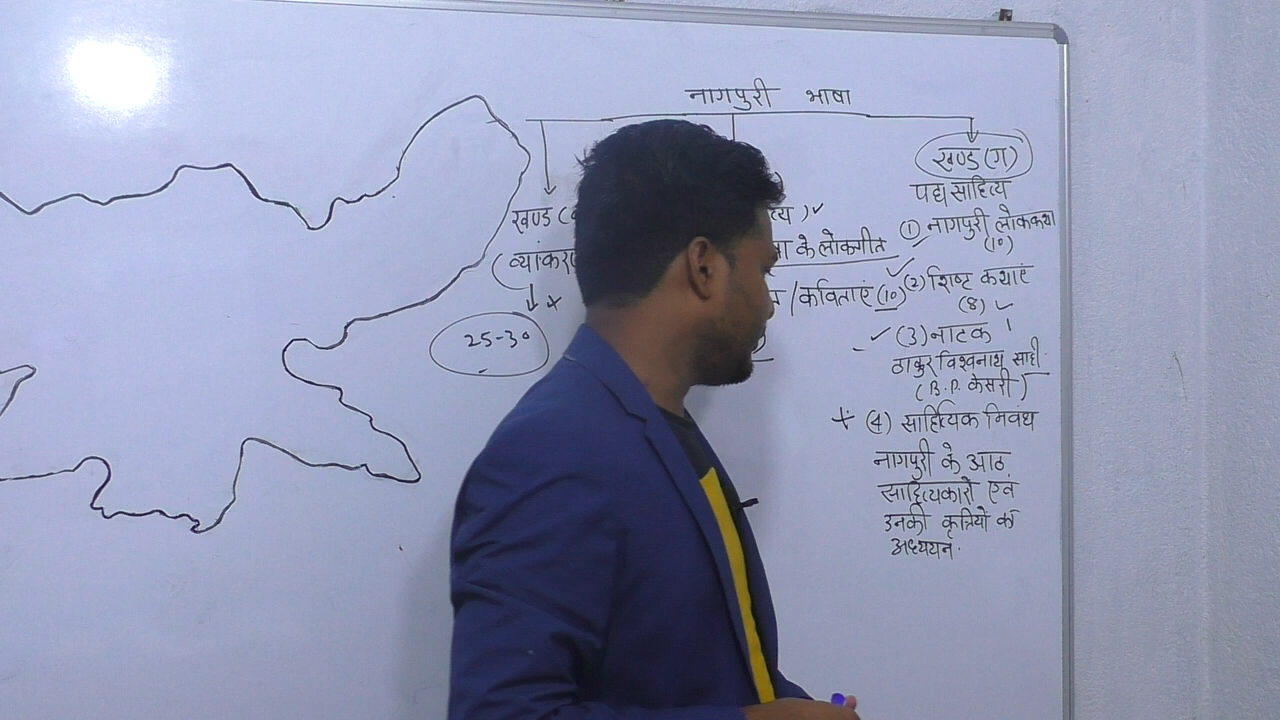 नागपुरी भाषा
खण्ड (
(व्यांकरण
25-30
त्य )
के लोकगीत
/कविताएं (10)
खण्ड (ग)
पद्य साहित्य
(1) नागपुरी लोककथा
(10)
(2) शिष्ट कथाएं
(8)
(3) नाटक
ठाकुर विश्वनाथ साही
(B.P. केसरी)
(4) साहित्यिक निवंध
नागपुरी के आठ
साहित्यकारो एवं
उनकी कृत्रियो का
अध्ययन.